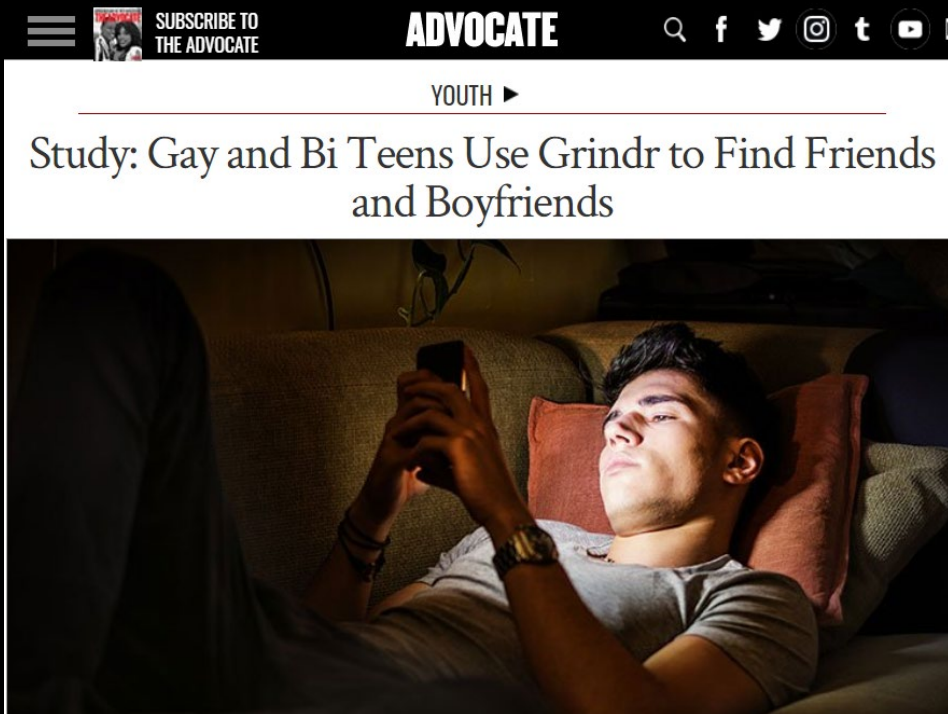 SUBSCRIBE TO
THE ADVOCATE
ADVOCATE
YOUTH
Study: Gay and Bi Teens Use Grindr to Find Friends
and Boyfriends